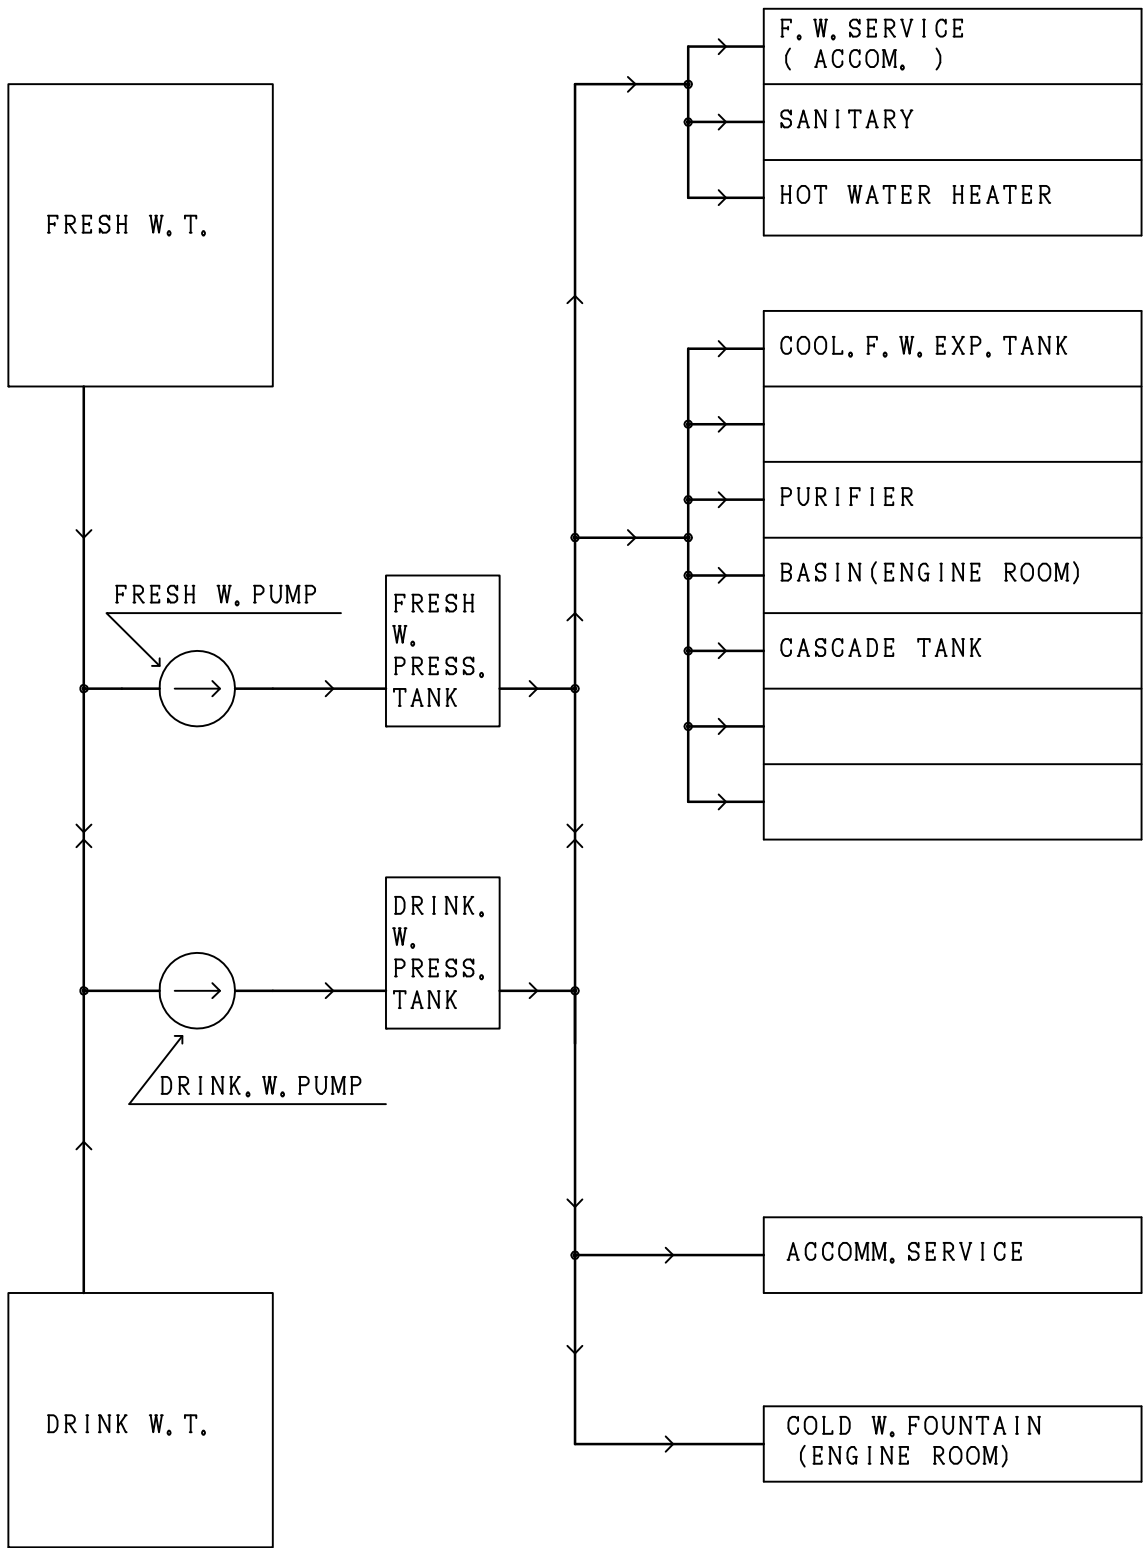 F.W.SERVICE
( ACCOM. )
SANITARY
HOT WATER HEATER
FRESH W.T.
COOL.F.W.EXP.TANK
PURIFIER
BASIN(ENGINE ROOM)
CASCADE TANK
FRESH W.PUMP
FRESH
W.
PRESS.
TANK
DRINK.
W.
PRESS.
TANK
DRINK.W.PUMP
ACCOMM.SERVICE
DRINK W.T.
COLD W.FOUNTAIN
(ENGINE ROOM)